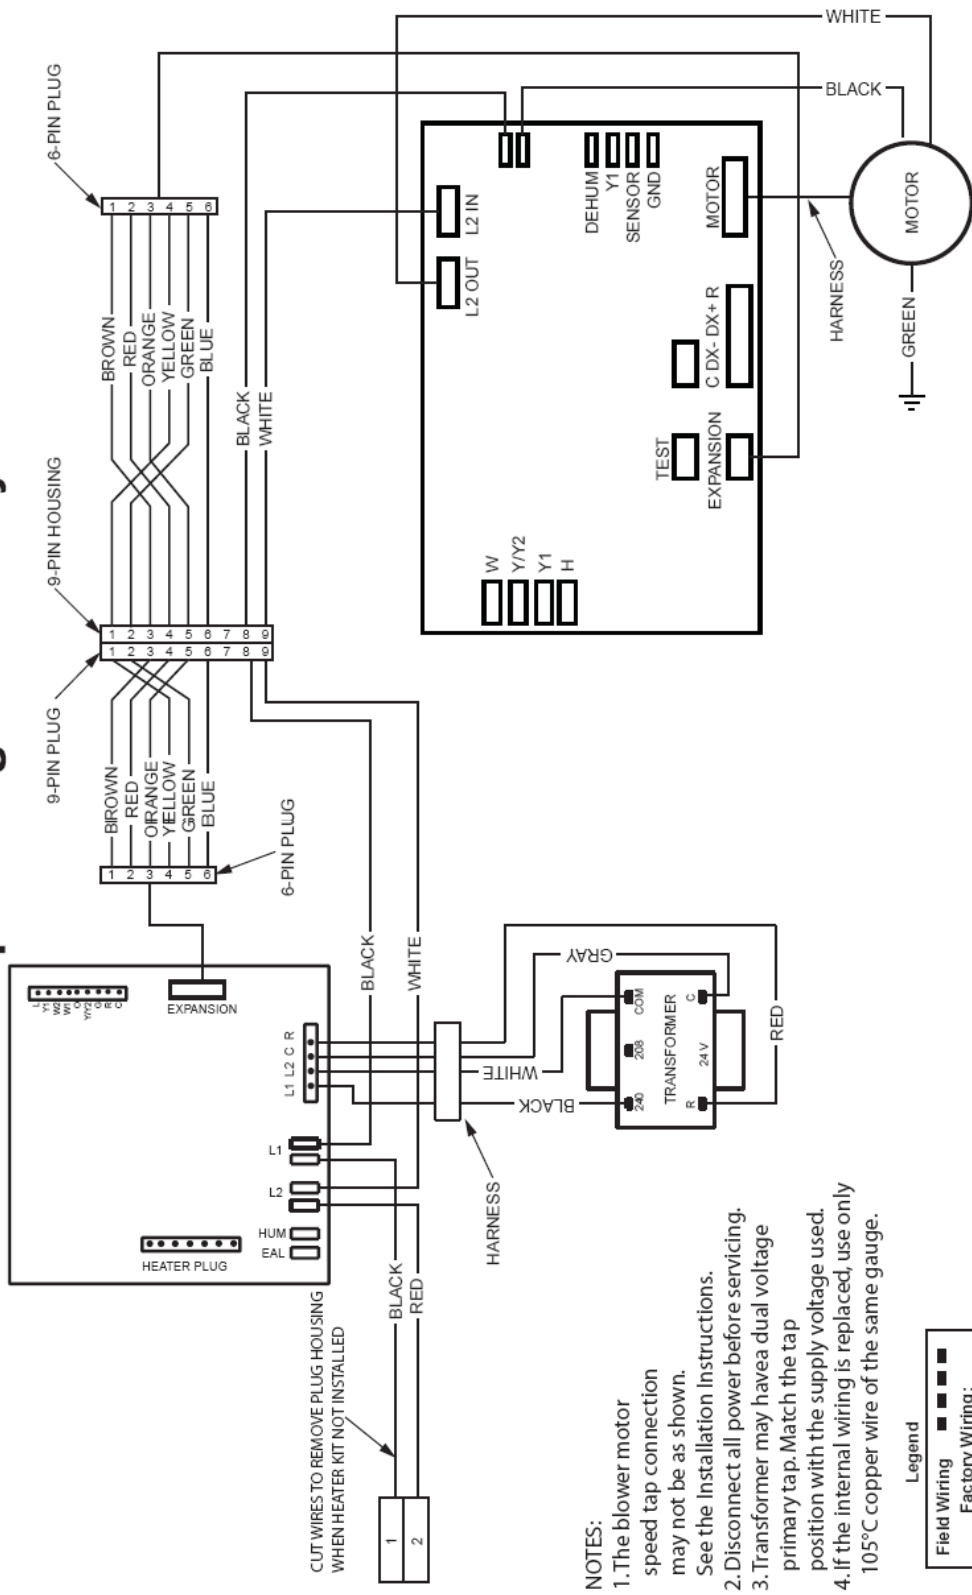 6-PIN PLUG
1 2 3 4 5 6
BROWN
RED
ORANGE
YELLOW
GREEN
BLUE
9-PIN HOUSING
1 2 3 4 5 6 7 8 9
9-PIN PLUG
1 2 3 4 5 6 7 8 9
BROWN
RED
ORANGE
YELLOW
GREEN
BLUE
1 2 3 4 5 6
6-PIN PLUG
BLACK
WHITE
WHITE
BLACK
L2 IN
L2 OUT
DEHUM
Y1
SENSOR
GND
MOTOR
C DX- DX+ R
TEST
EXPANSION
W
Y/Y2
Y1
H
HARNESS
MOTOR
GREEN
L
Y1
W2
W1
O
Y/Y2
G
R
C
EXPANSION
L1 L2 C R
L1
L2
HUM
EAL
HEATER PLUG
BLACK
WHITE
HARNESS
GRAY
WHITE
BLACK
RED
COM
208
240
TRANSFORMER
24 V
C
R
BLACK
RED
CUT WIRES TO REMOVE PLUG HOUSING
WHEN HEATER KIT NOT INSTALLED
1
2
NOTES:
1. The blower motor
speed tap connection
may not be as shown.
See the Installation Instructions.
2. Disconnect all power before servicing.
3. Transformer may havea dual voltage
primary tap. Match the tap
position with the supply voltage used.
4. If the internal wiring is replaced, use only
105°C copper wire of the same gauge.
Legend
Field Wiring
Factory Wiring: